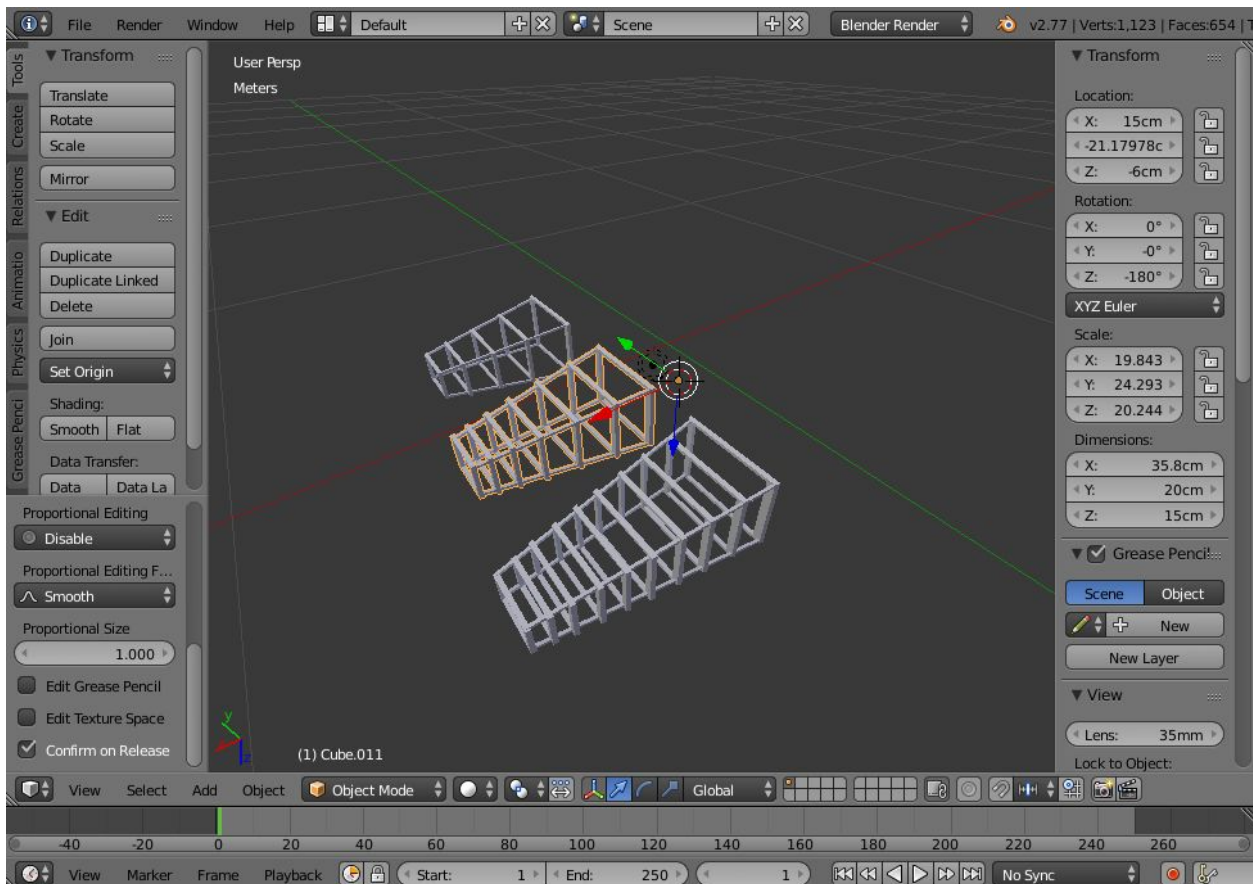 File Render Window Help Default Scene Blender Render v2.77 | Verts:1,123 | Faces:654 | T
Tools
Create
Relations
Animatio
Physics
Grease Penci
Transform
Translate
Rotate
Scale
Mirror
Edit
Duplicate
Duplicate Linked
Delete
Join
Set Origin
Shading:
Smooth Flat
Data Transfer:
Data Data La
Proportional Editing
Disable
Proportional Editing F...
Smooth
Proportional Size
1.000
Edit Grease Pencil
Edit Texture Space
Confirm on Release
User Persp
Meters
y
z
(1) Cube.011
Transform
Location:
X: 15cm
-21.17978c
Z: -6cm
Rotation:
X: 0°
Y: -0°
Z: -180°
XYZ Euler
Scale:
X: 19.843
Y: 24.293
Z: 20.244
Dimensions:
X: 35.8cm
Y: 20cm
Z: 15cm
Grease Pencil
Scene Object
New
New Layer
View
Lens: 35mm
Lock to Object:
View Select Add Object Object Mode Global
-40 -20 0 20 40 60 80 100 120 140 160 180 200 220 240 260
View Marker Frame Playback Start: 1 End: 250 1 No Sync